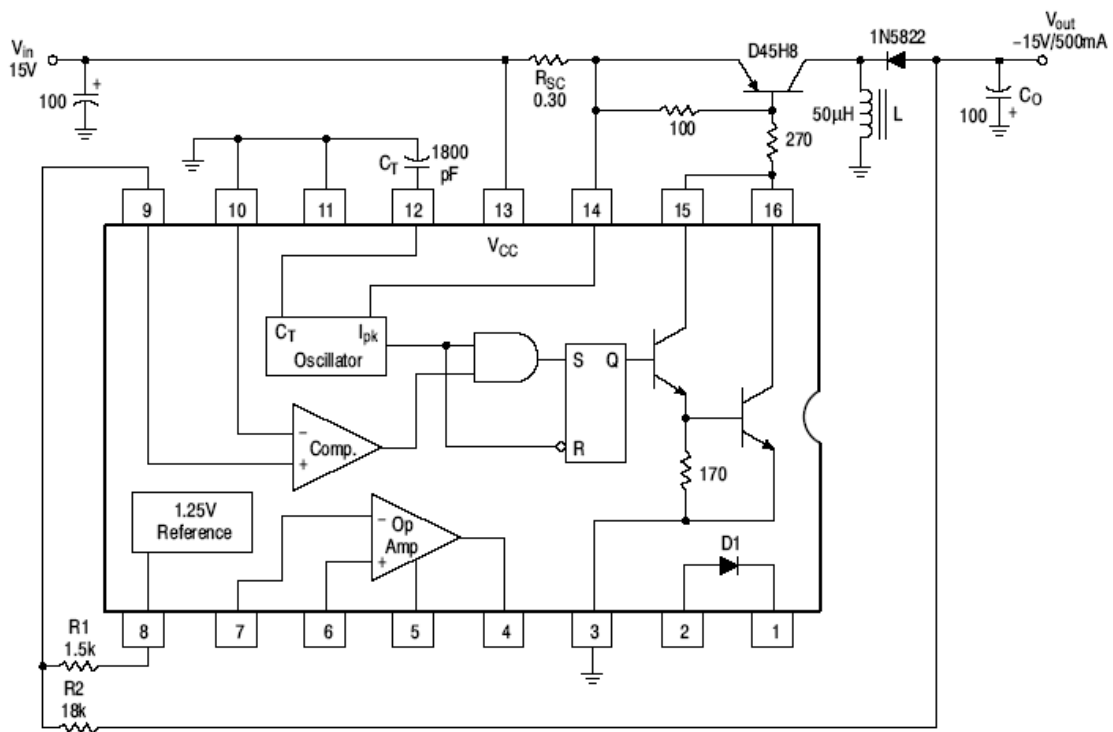 Vin
15V
100
+
RSC
0.30
D45H8
100
270
1N5822
50µH
L
Vout
–15V/500mA
100
CO
+
CT
1800
pF
9
10
11
12
13
14
15
16
VCC
CT
Ipk
Oscillator
S
Q
R
–
Comp.
+
170
1.25V
Reference
–
Op
Amp
+
D1
8
7
6
5
4
3
2
1
R1
1.5k
R2
18k